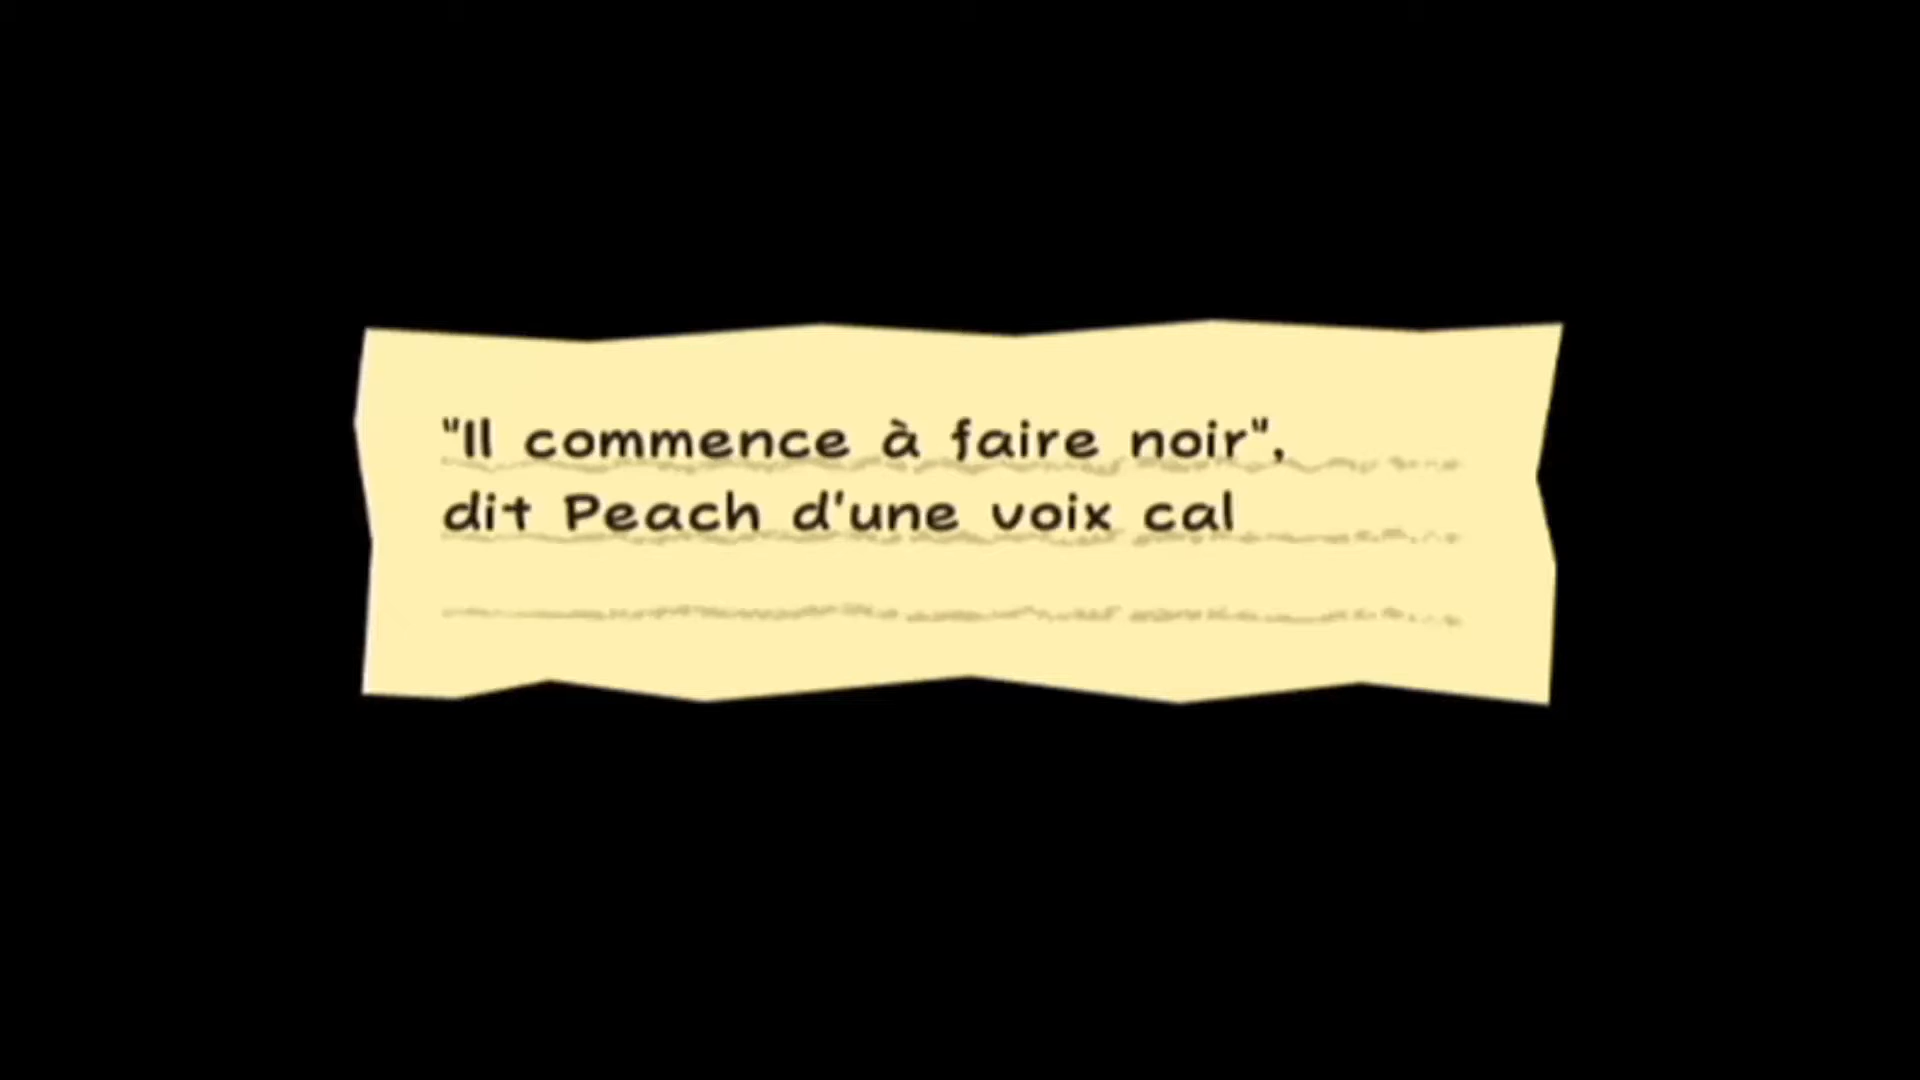 "Il commence à faire noir",
dit Peach d'une voix cal